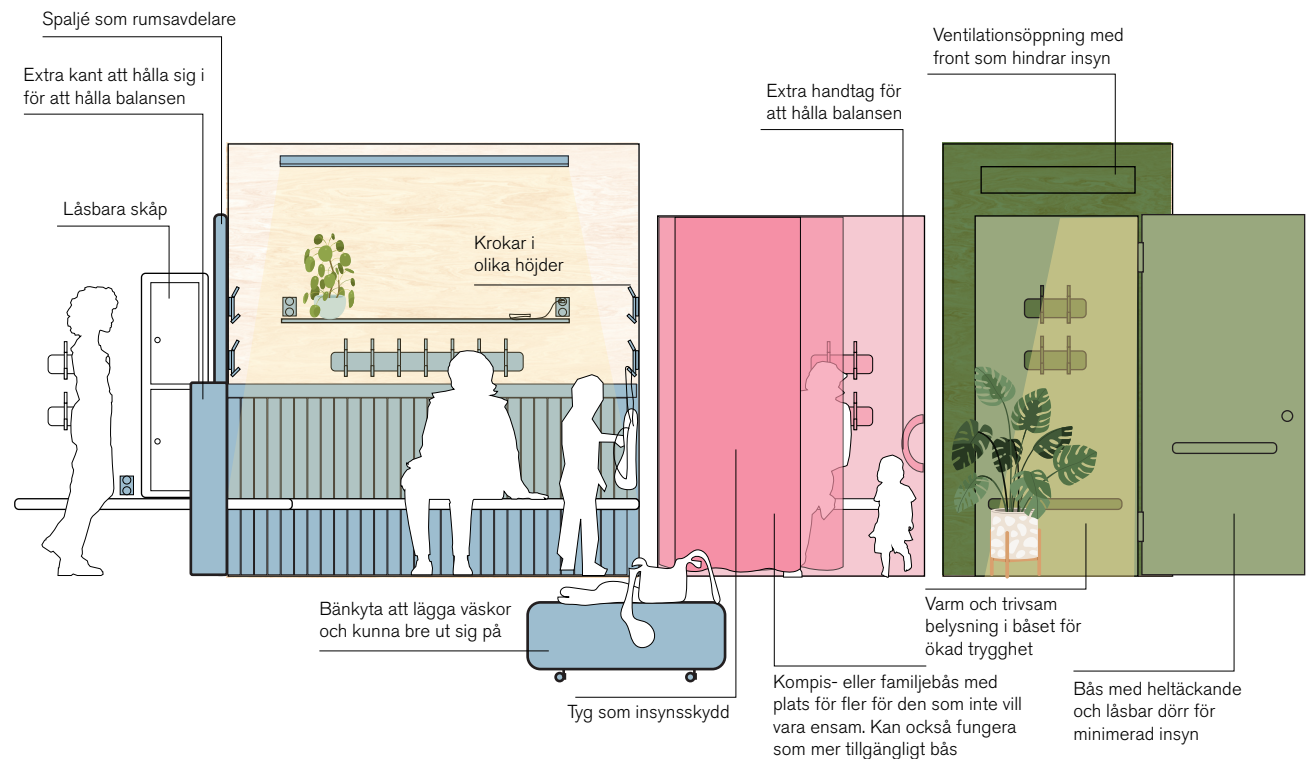 Spaljé som rumsavdelare
Extra kant att hålla sig i
för att hålla balansen
Låsbara skåp
Krokar i
olika höjder
Extra handtag för
att hålla balansen
Ventilationsöppning med
front som hindrar insyn
Bänkyta att lägga väskor
och kunna bre ut sig på
Tyg som insynsskydd
Kompis- eller familjebås med
plats för fler för den som inte vill
vara ensam. Kan också fungera
som mer tillgängligt bås
Varm och trivsam
belysning i båset för
ökad trygghet
Bås med heltäckande
och låsbar dörr för
minimerad insyn